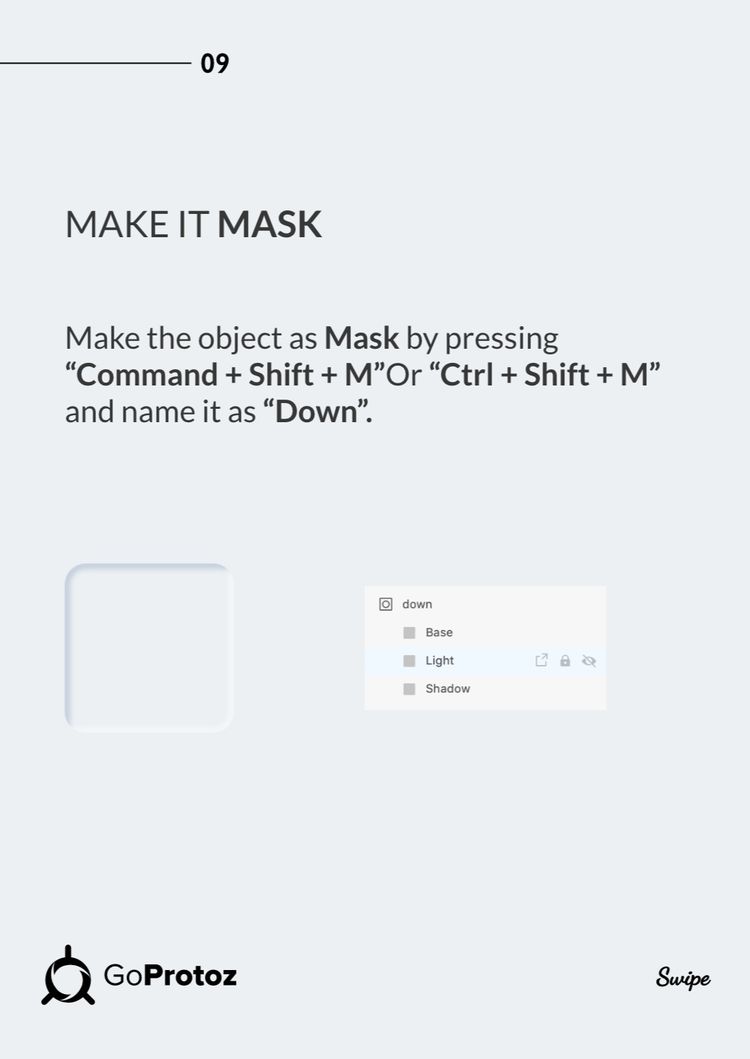 09
MAKE IT MASK
Make the object as Mask by pressing
“Command + Shift + M”Or “Ctrl + Shift + M”
and name it as “Down”.
down
Base
Light
Shadow
GoProtoz
Swipe